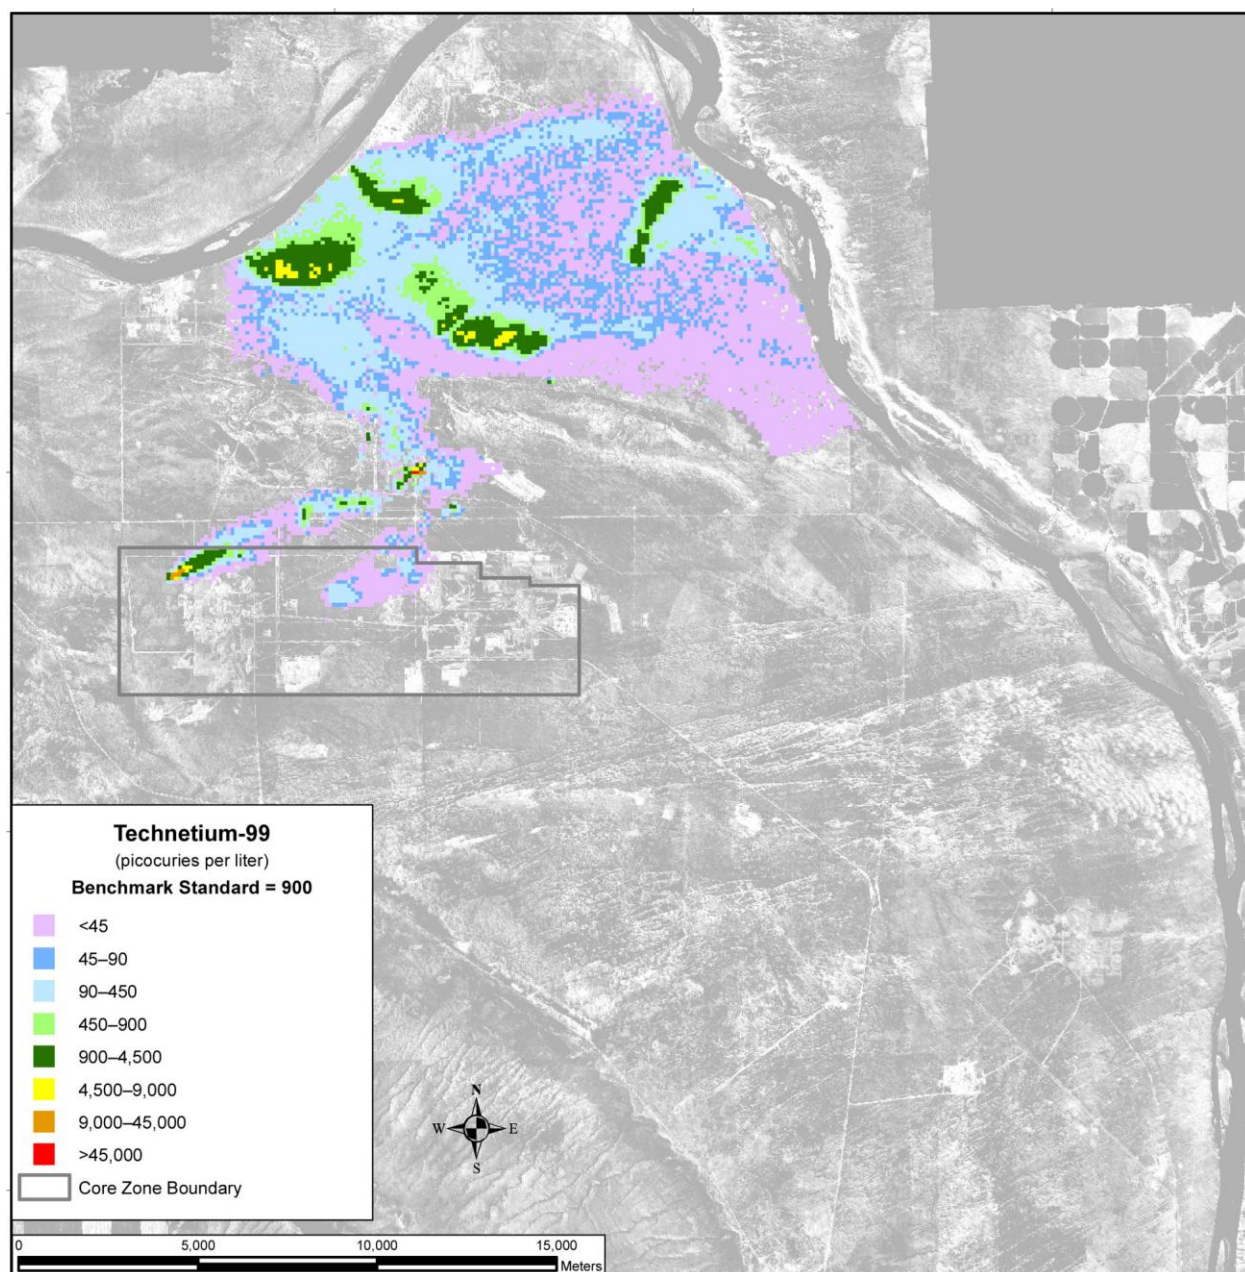 Technetium-99
(picocuries per liter)
Benchmark Standard = 900
<45
45–90
90–450
450–900
900–4,500
4,500–9,000
9,000–45,000
>45,000
Core Zone Boundary
N
W E
S
0 5,000 10,000 15,000
Meters